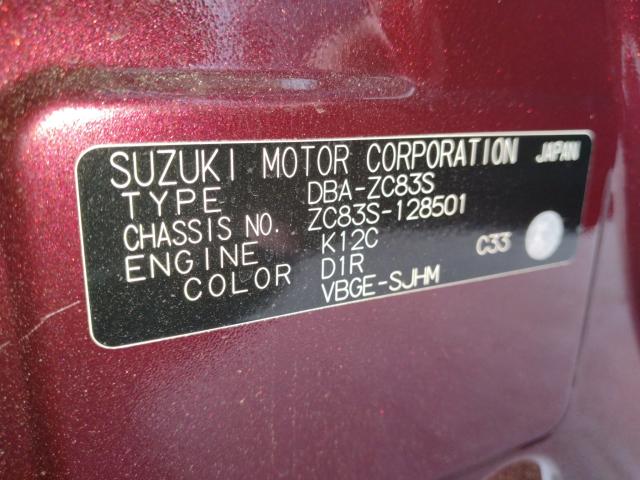 SUZUKI MOTOR CORPORATION JAPAN
TYPE DBA-ZC83S
CHASSIS NO. ZC83S-128501
ENGINE K12C C33
COLOR D1R
VBGE-SJHM